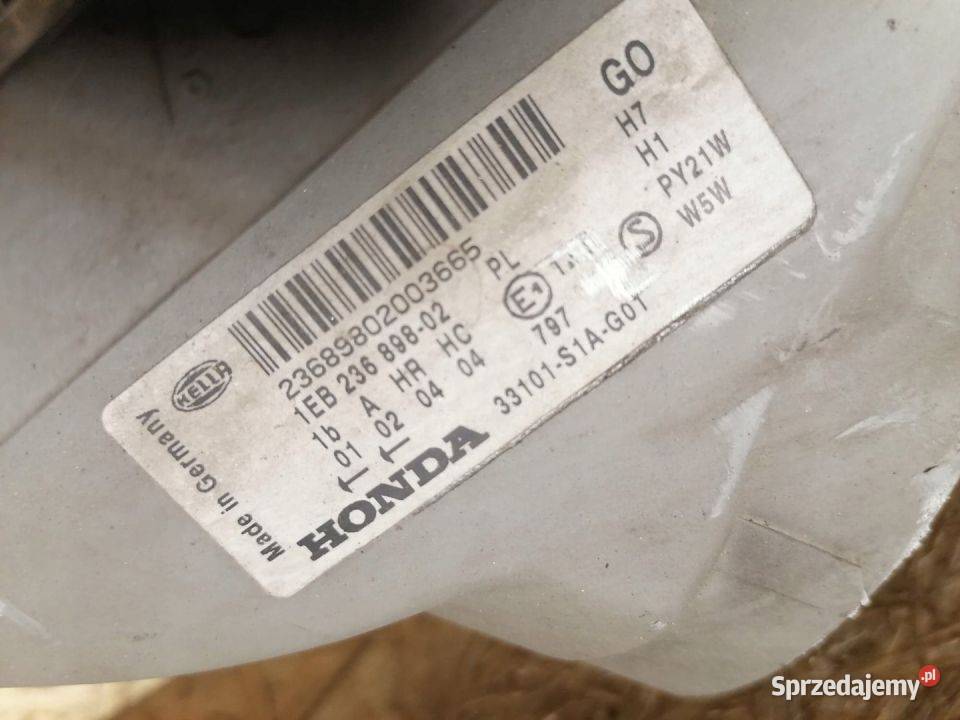 GO
H7
H1
PY21W
W5W
23689802003665
PL
1EB 236 898-02
1b A HR HC
01 02 04 04
E1
797
S
HELLA
HONDA
33101-S1A-G01
Made in Germany
Sprzedajemy.pl